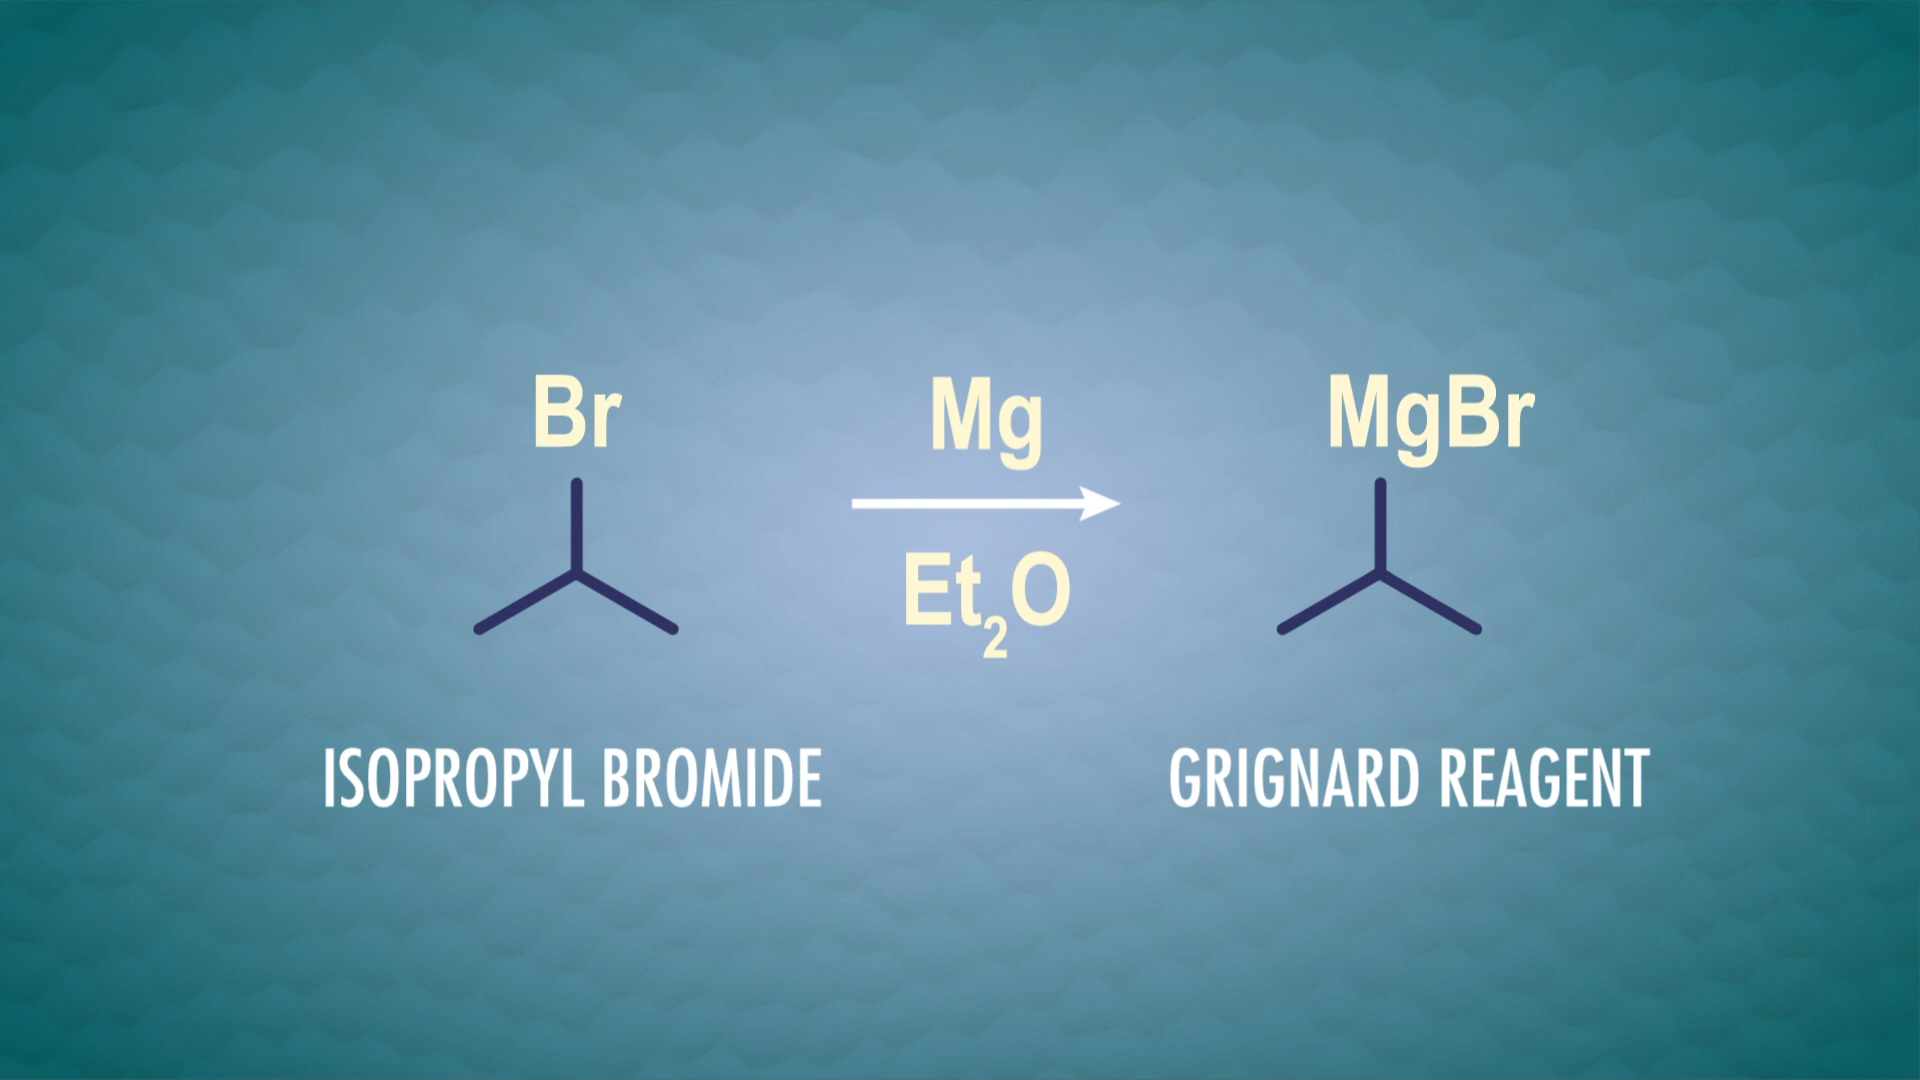 Br
Mg
MgBr
Et₂O
ISOPROPYL BROMIDE
GRIGNARD REAGENT